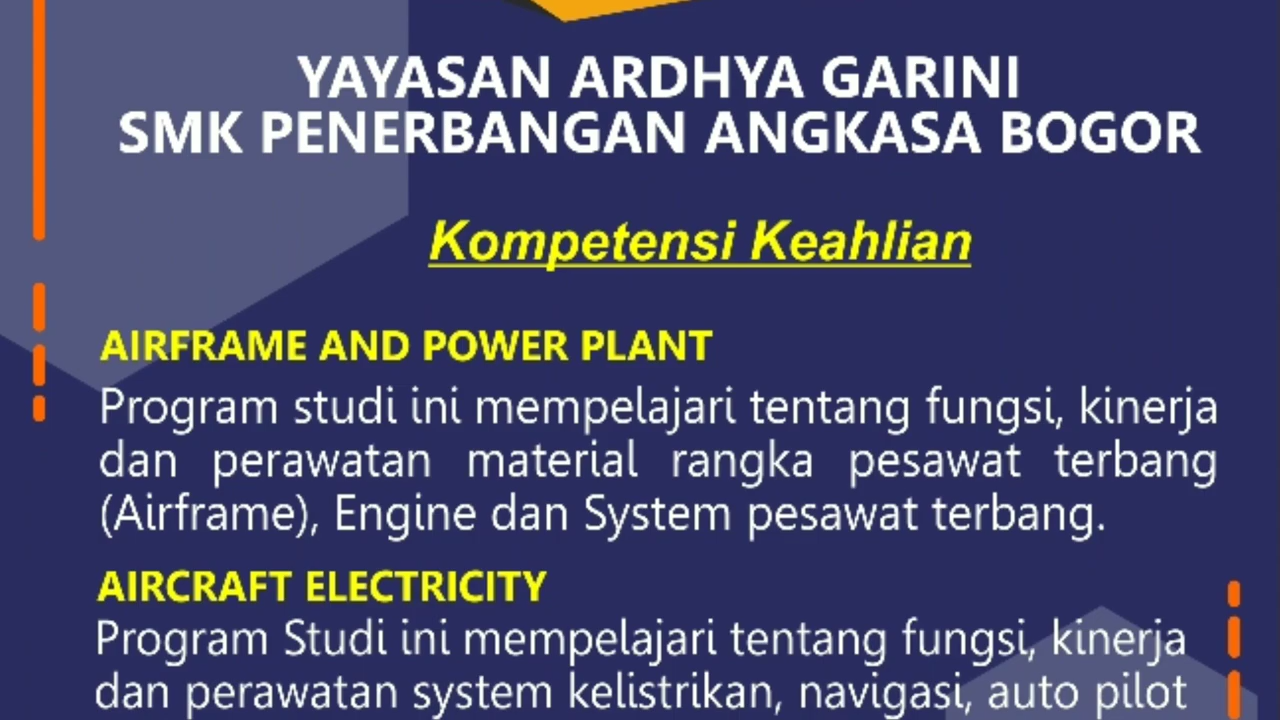 YAYASAN ARDHYA GARINI
SMK PENERBANGAN ANGKASA BOGOR
Kompetensi Keahlian
AIRFRAME AND POWER PLANT
Program studi ini mempelajari tentang fungsi, kinerja
dan perawatan material rangka pesawat terbang
(Airframe), Engine dan System pesawat terbang.
AIRCRAFT ELECTRICITY
Program Studi ini mempelajari tentang fungsi, kinerja
dan perawatan system kelistrikan, navigasi, auto pilot